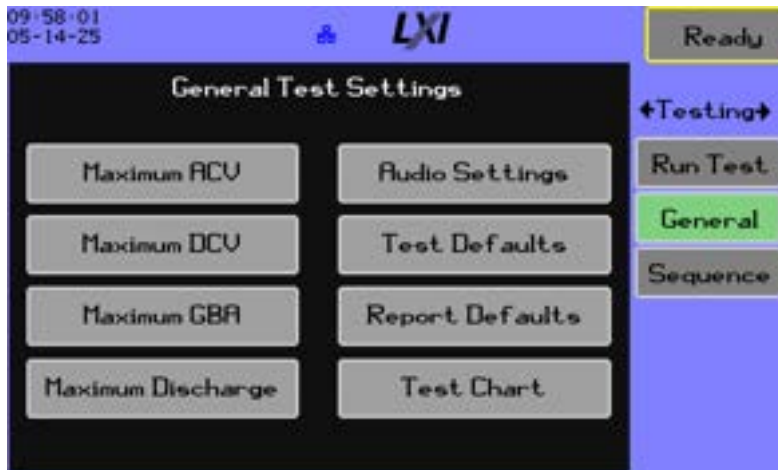 09:58:01
05-14-25
LXI
Ready
General Test Settings
←Testing→
Maximum ACV
Audio Settings
Run Test
Maximum DCV
Test Defaults
General
Maximum GBA
Report Defaults
Sequence
Maximum Discharge
Test Chart